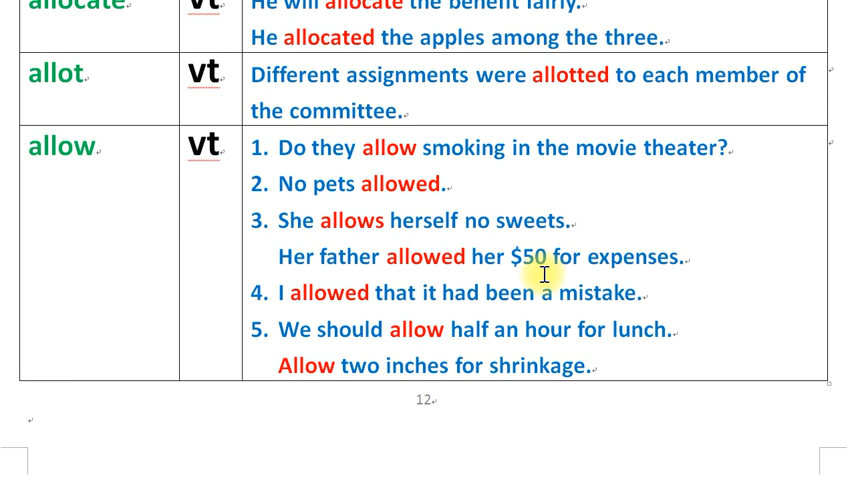 allocate vt He will allocate the benefit fairly.
He allocated the apples among the three.
allot vt Different assignments were allotted to each member of
the committee.
allow vt 1. Do they allow smoking in the movie theater?
2. No pets allowed.
3. She allows herself no sweets.
Her father allowed her $50 for expenses.
4. I allowed that it had been a mistake.
5. We should allow half an hour for lunch.
Allow two inches for shrinkage.
12